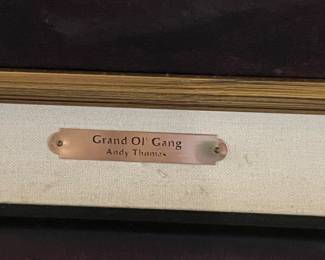 Grand Ol' Gang
Andy Thomas